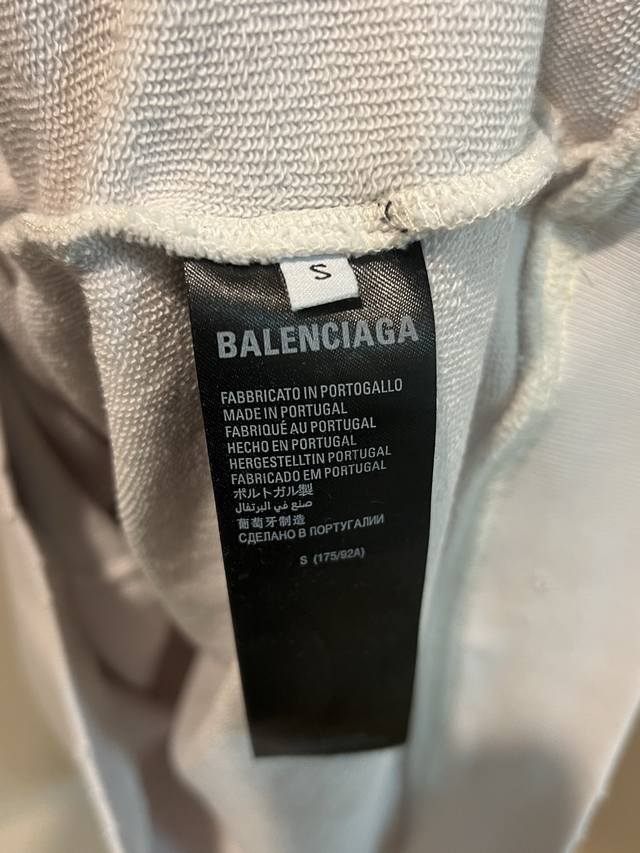 S
BALENCIAGA
FABBRICATO IN PORTOGALLO
MADE IN PORTUGAL
FABRIQUÉ AU PORTUGAL
HECHO EN PORTUGAL
HERGESTELLTIN PORTUGAL
FABRICADO EM PORTUGAL
ポルトガル製
صنع في البرتغال
葡萄牙制造
СДЕЛАНО В ПОРТУГАЛИИ
S (175/92A)